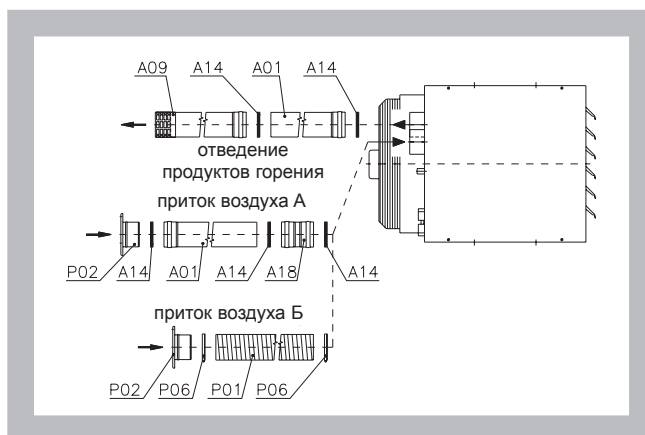 A09 A14 A01 A14
отведение
продуктов горения
приток воздуха А
P02 A14 A01 A14 A18 A14
приток воздуха Б
P02 P06 P01 P06